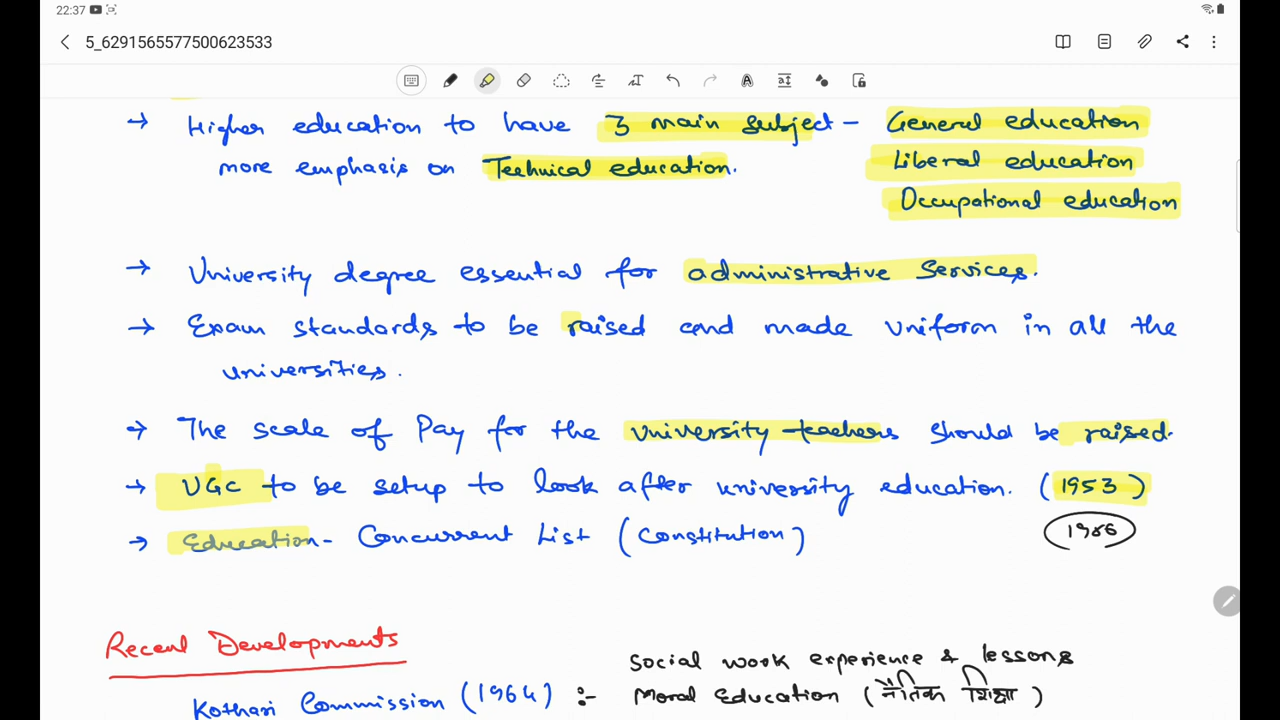 22:37
5_6291565577500623533
→ Higher education to have 3 main subject – General education
more emphasis on Technical education. Liberal education
Occupational education
→ University degree essential for administrative services.
→ Exam standards to be raised and made uniform in all the
universities.
→ The scale of Pay for the university teachers should be raised.
→ UGC to be setup to look after university education. (1953)
→ Education- Concurrent List (Constitution)
Recent Developments
Social work experience & lessons
Kothari Commission (1964) :- Moral Education (नैतिक शिक्षा)